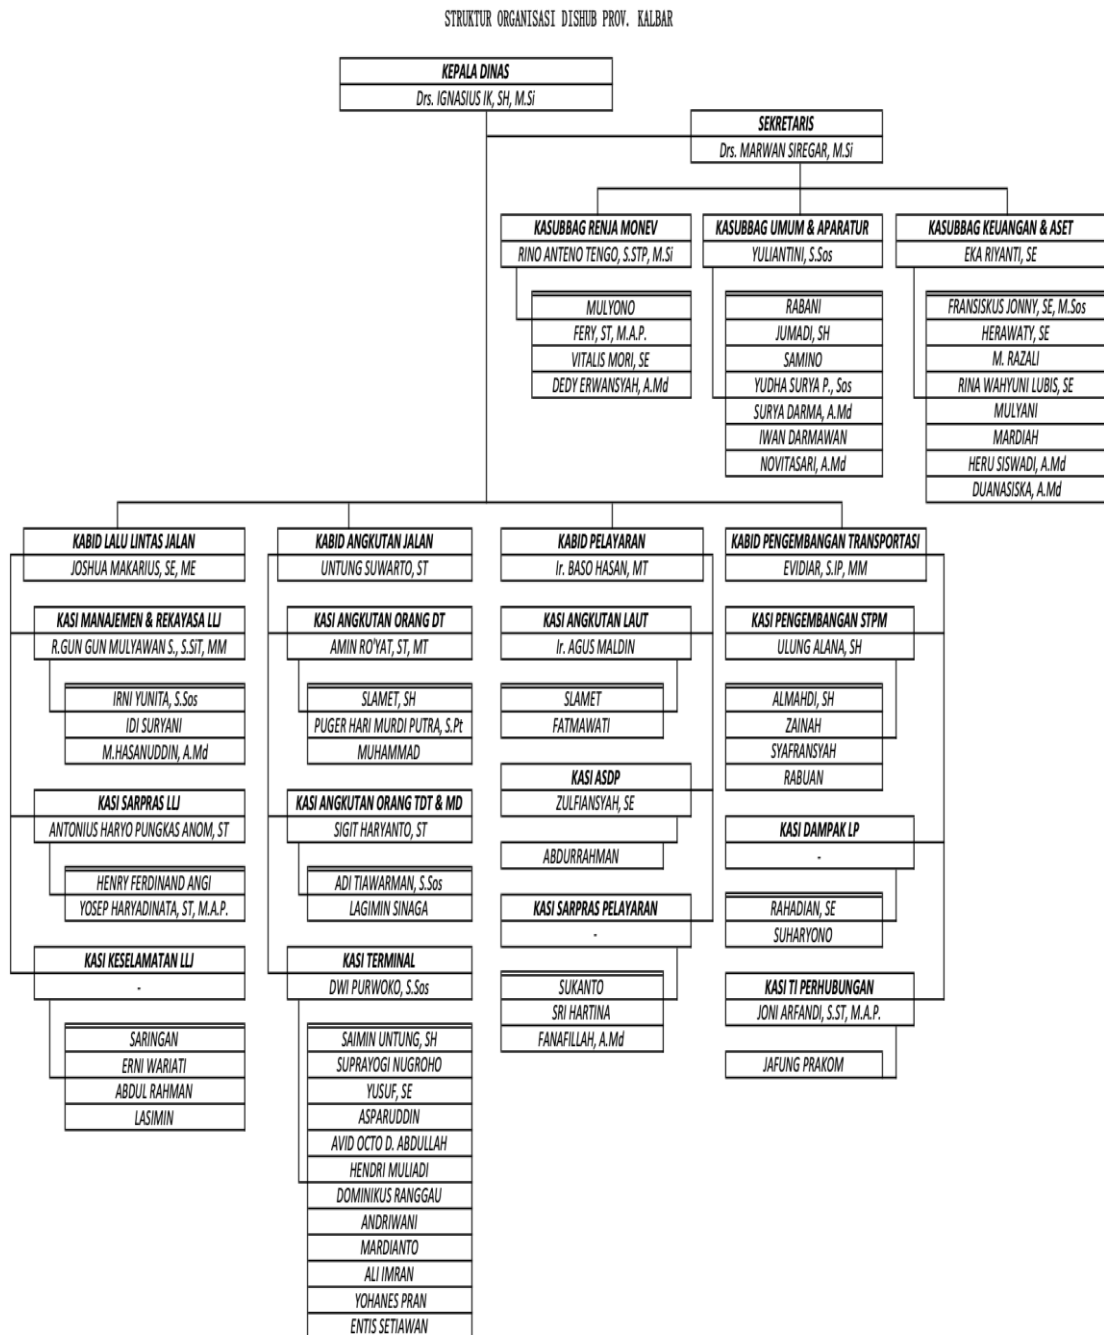 STRUKTUR ORGANISASI DISHUB PROV. KALBAR
KEPALA DINAS
Drs. IGNASIUS IK, SH, M.Si
SEKRETARIS
Drs. MARWAN SIREGAR, M.Si
KASUBBAG RENJA MONEV
RINO ANTENO TENGO, S.STP, M.Si
MULYONO
FERY, ST, M.A.P.
VITALIS MORI, SE
DEDY ERWANSYAH, A.Md
KASUBBAG UMUM & APARATUR
YULIANTINI, S.Sos
RABANI
JUMADI, SH
SAMINO
YUDHA SURYA P., Sos
SURYA DARMA, A.Md
IWAN DARMAWAN
NOVITASARI, A.Md
KASUBBAG KEUANGAN & ASET
EKA RIYANTI, SE
FRANSISKUS JONNY, SE, M.Sos
HERAWATY, SE
M. RAZALI
RINA WAHYUNI LUBIS, SE
MULYANI
MARDIAH
HERU SISWADI, A.Md
DUANASISKA, A.Md
KABID LALU LINTAS JALAN
JOSHUA MAKARIUS, SE, ME
KASI MANAJEMEN & REKAYASA LLJ
R.GUN GUN MULYAWAN S., S.SiT, MM
IRNI YUNITA, S.Sos
IDI SURYANI
M.HASANUDDIN, A.Md
KASI SARPRAS LLJ
ANTONIUS HARYO PUNGKAS ANOM, ST
HENRY FERDINAND ANGI
YOSEP HARYADINATA, ST, M.A.P.
KASI KESELAMATAN LLJ
-
SARINGAN
ERNI WARIATI
ABDUL RAHMAN
LASIMIN
KABID ANGKUTAN JALAN
UNTUNG SUWARTO, ST
KASI ANGKUTAN ORANG DT
AMIN RO'YAT, ST, MT
SLAMET, SH
PUGER HARI MURDI PUTRA, S.Pt
MUHAMMAD
KASI ANGKUTAN ORANG TDT & MD
SIGIT HARYANTO, ST
ADI TIAWARMAN, S.Sos
LAGIMIN SINAGA
KASI TERMINAL
DWI PURWOKO, S.Sos
SAIMIN UNTUNG, SH
SUPRAYOGI NUGROHO
YUSUF, SE
ASPARUDDIN
AVID OCTO D. ABDULLAH
HENDRI MULIADI
DOMINIKUS RANGGAU
ANDRIWANI
MARDIANTO
ALI IMRAN
YOHANES PRAN
ENTIS SETIAWAN
KABID PELAYARAN
Ir. BASO HASAN, MT
KASI ANGKUTAN LAUT
Ir. AGUS MALDIN
SLAMET
FATMAWATI
KASI ASDP
ZULFIANSYAH, SE
ABDURRAHMAN
KASI SARPRAS PELAYARAN
-
SUKANTO
SRI HARTINA
FANAFILLAH, A.Md
KABID PENGEMBANGAN TRANSPORTASI
EVIDIAR, S.IP, MM
KASI PENGEMBANGAN STPM
ULUNG ALANA, SH
ALMAHDI, SH
ZAINAH
SYAFRANSYAH
RABUAN
KASI DAMPAK LP
-
RAHADIAN, SE
SUHARYONO
KASI TI PERHUBUNGAN
JONI ARFANDI, S.ST, M.A.P.
JAFUNG PRAKOM